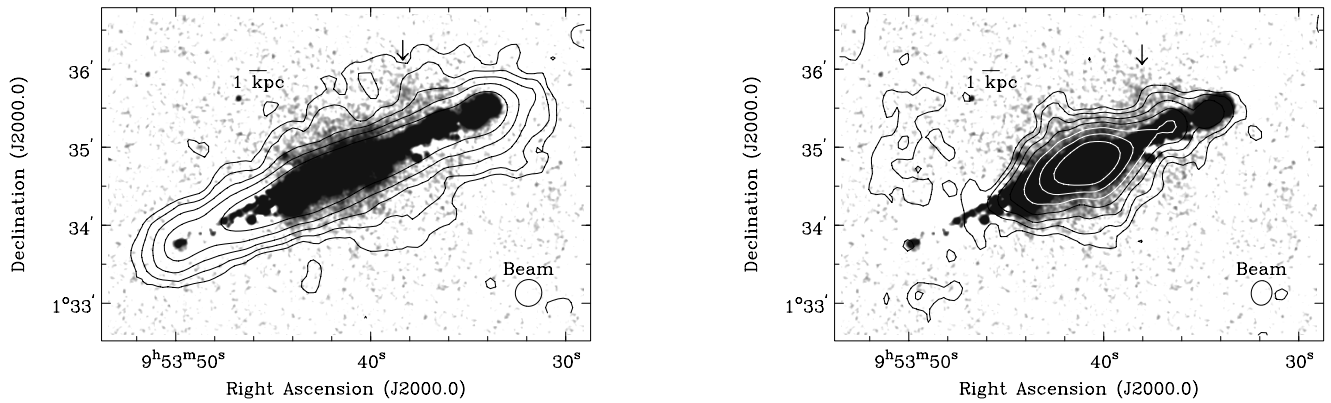 36′
1 kpc
35′
34′
Beam
1°33′
9ʰ53ᵐ50ˢ
40ˢ
30ˢ
Right Ascension (J2000.0)
Declination (J2000.0)
36′
1 kpc
35′
34′
Beam
1°33′
9ʰ53ᵐ50ˢ
40ˢ
30ˢ
Right Ascension (J2000.0)
Declination (J2000.0)